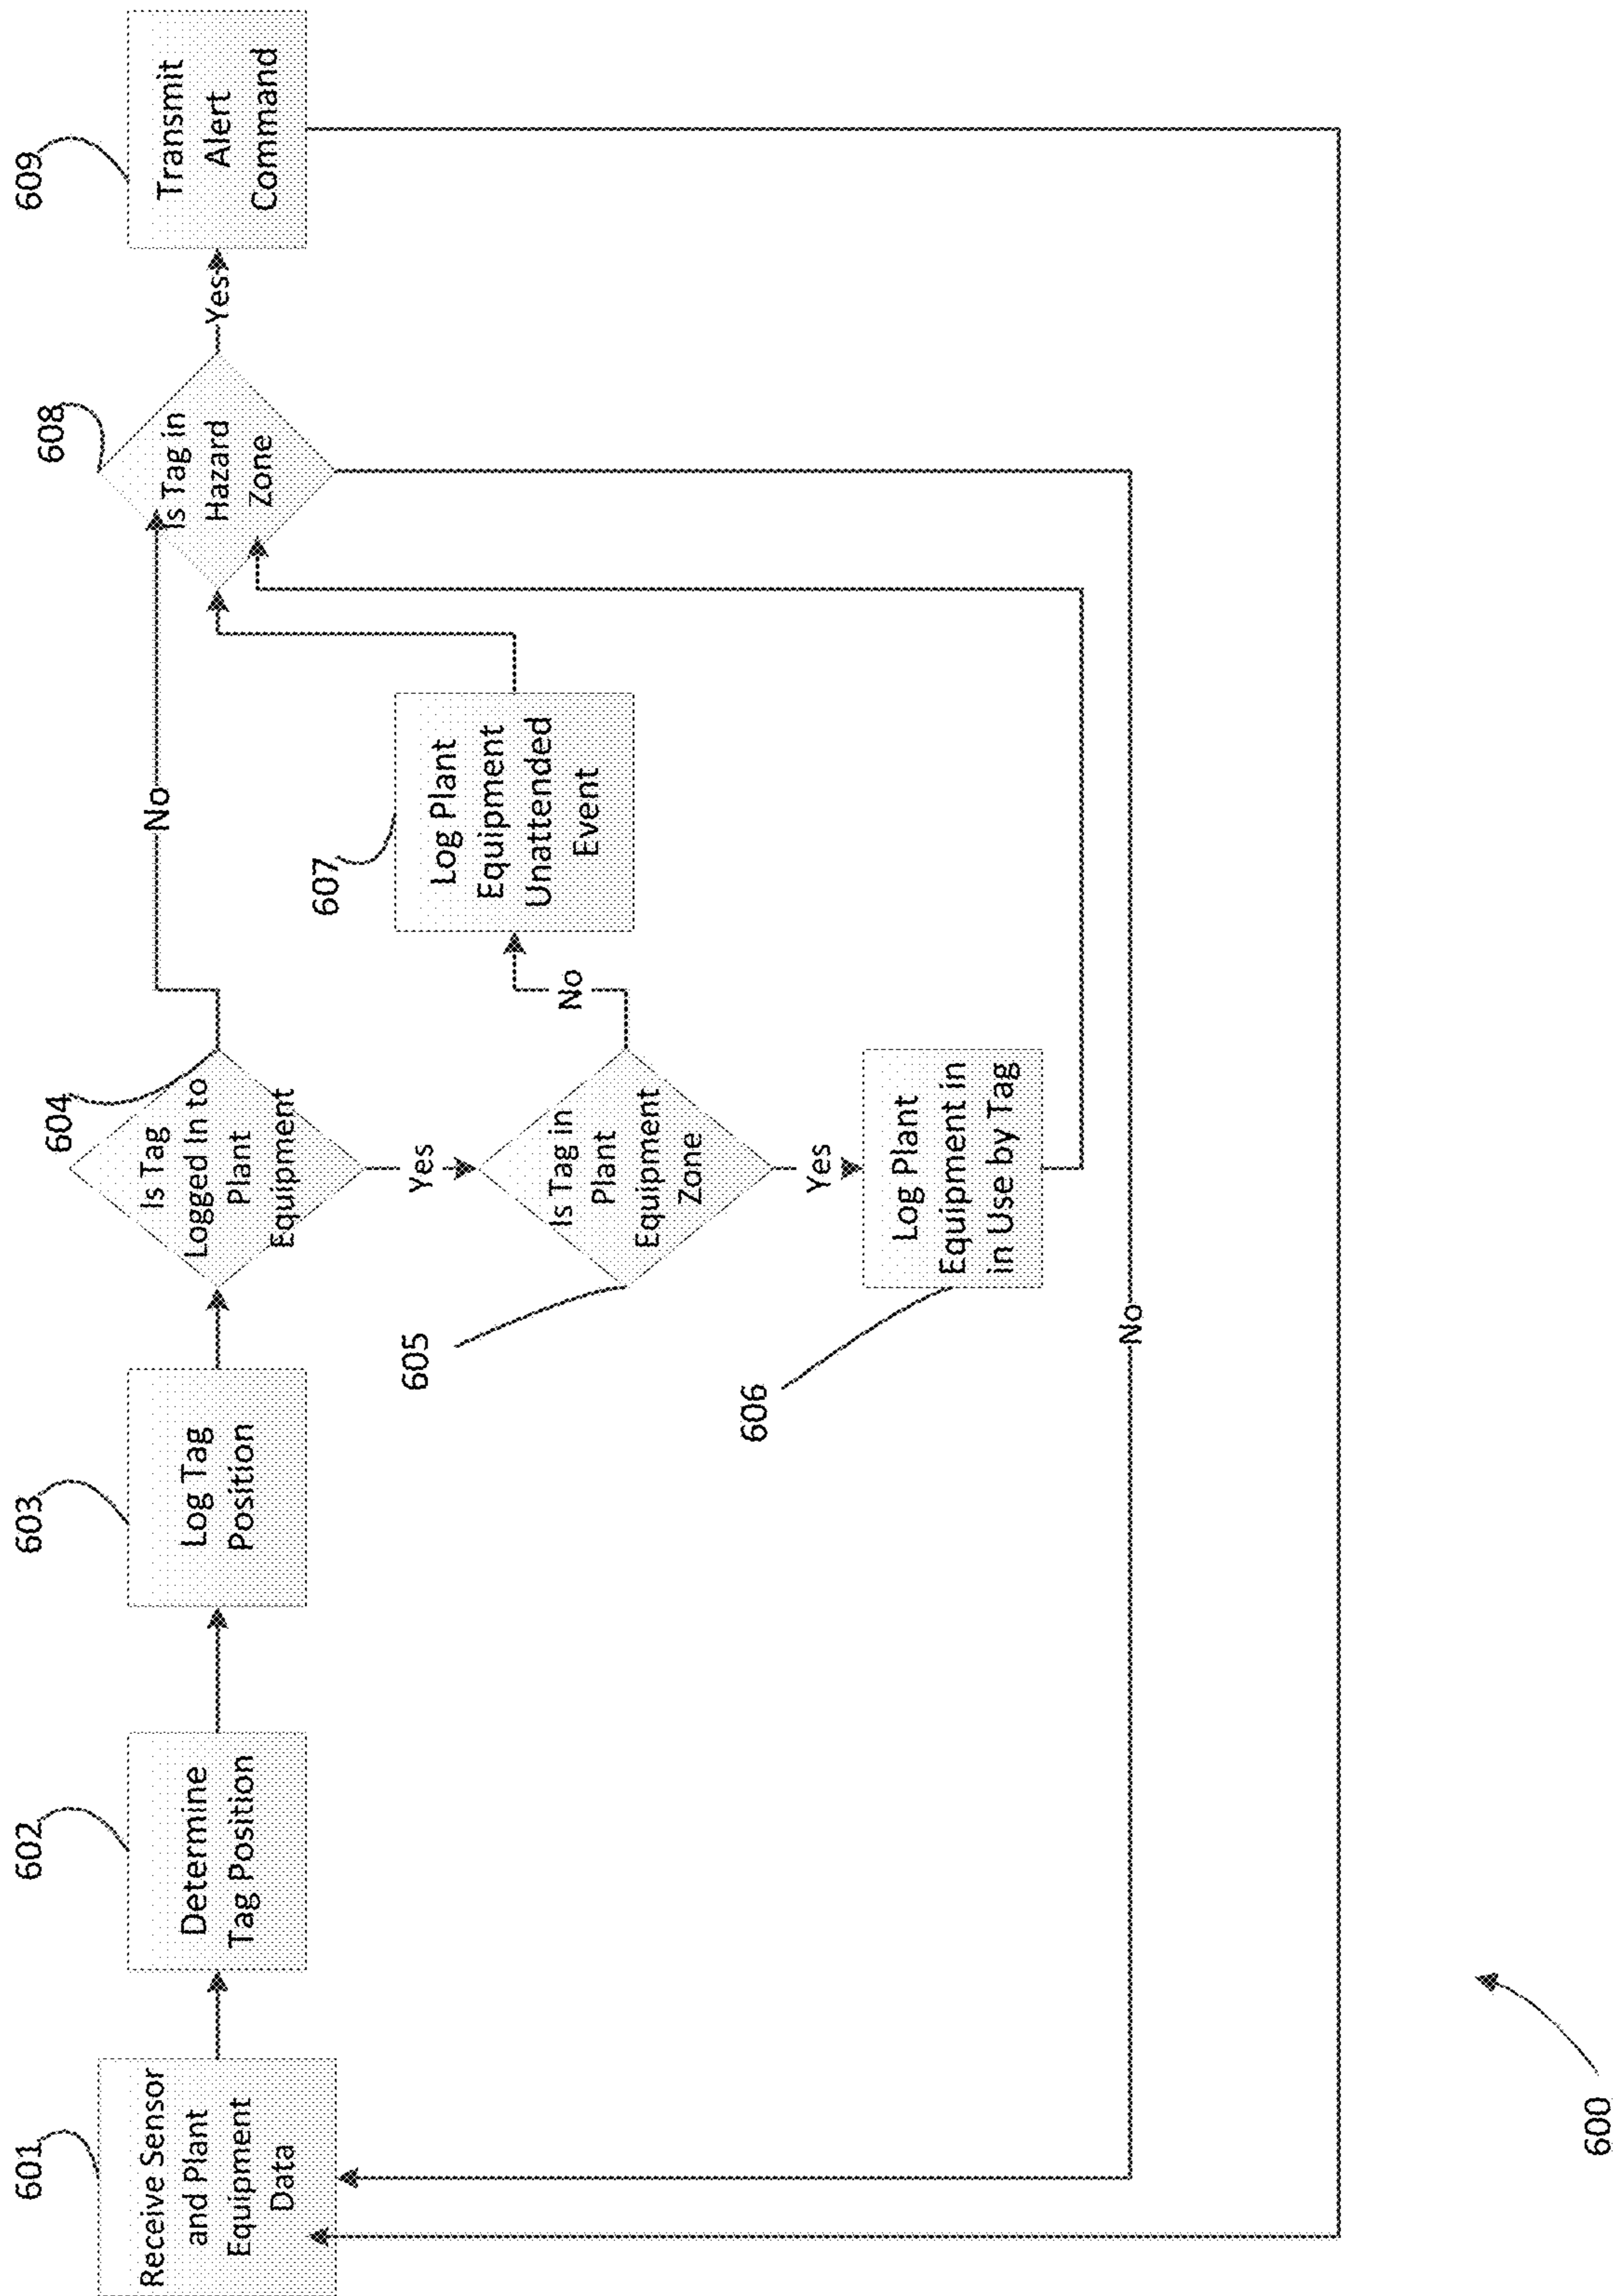 601
Receive Sensor
and Plant
Equipment
Data
602
Determine
Tag Position
603
Log Tag
Position
604
Is Tag
Logged In to
Plant
Equipment
No
Yes
605
Is Tag in
Plant
Equipment
Zone
No
Yes
606
Log Plant
Equipment in
in Use by Tag
607
Log Plant
Equipment
Unattended
Event
608
Is Tag in
Hazard
Zone
Yes
No
609
Transmit
Alert
Command
600